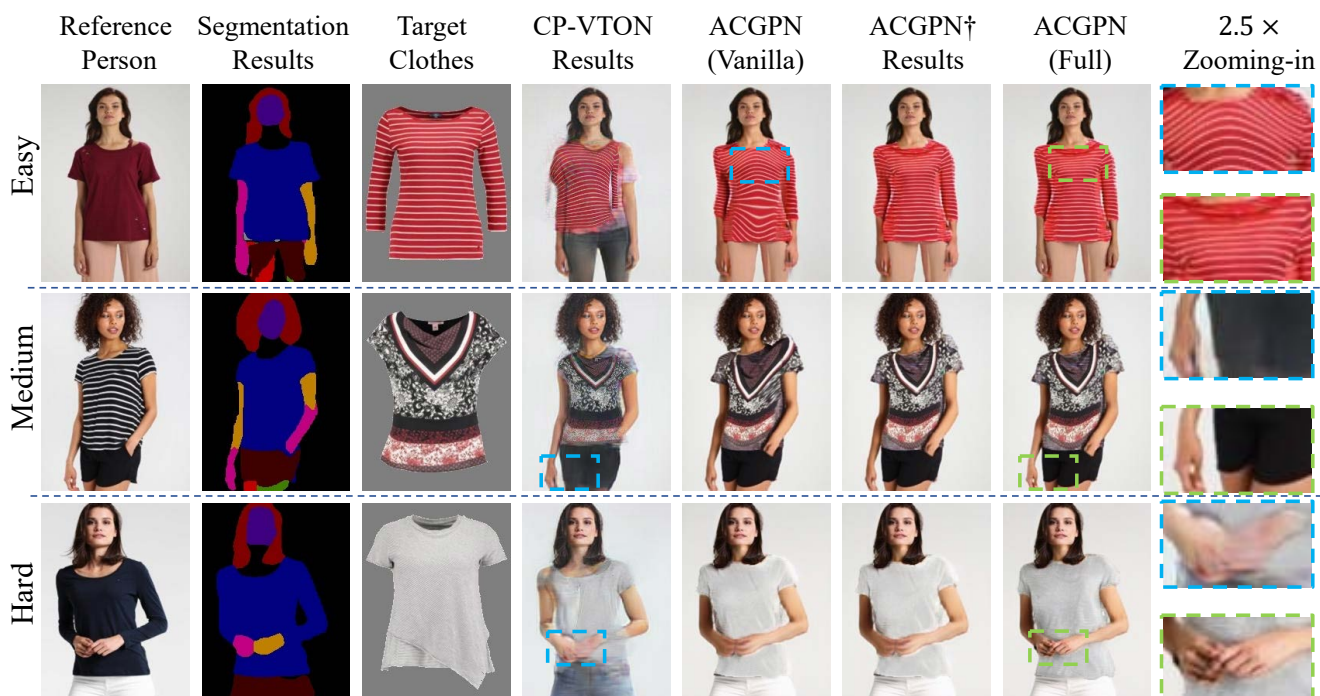 Reference Person
Segmentation Results
Target Clothes
CP-VTON Results
ACGPN (Vanilla)
ACGPN† Results
ACGPN (Full)
2.5 × Zooming-in
Easy
Medium
Hard